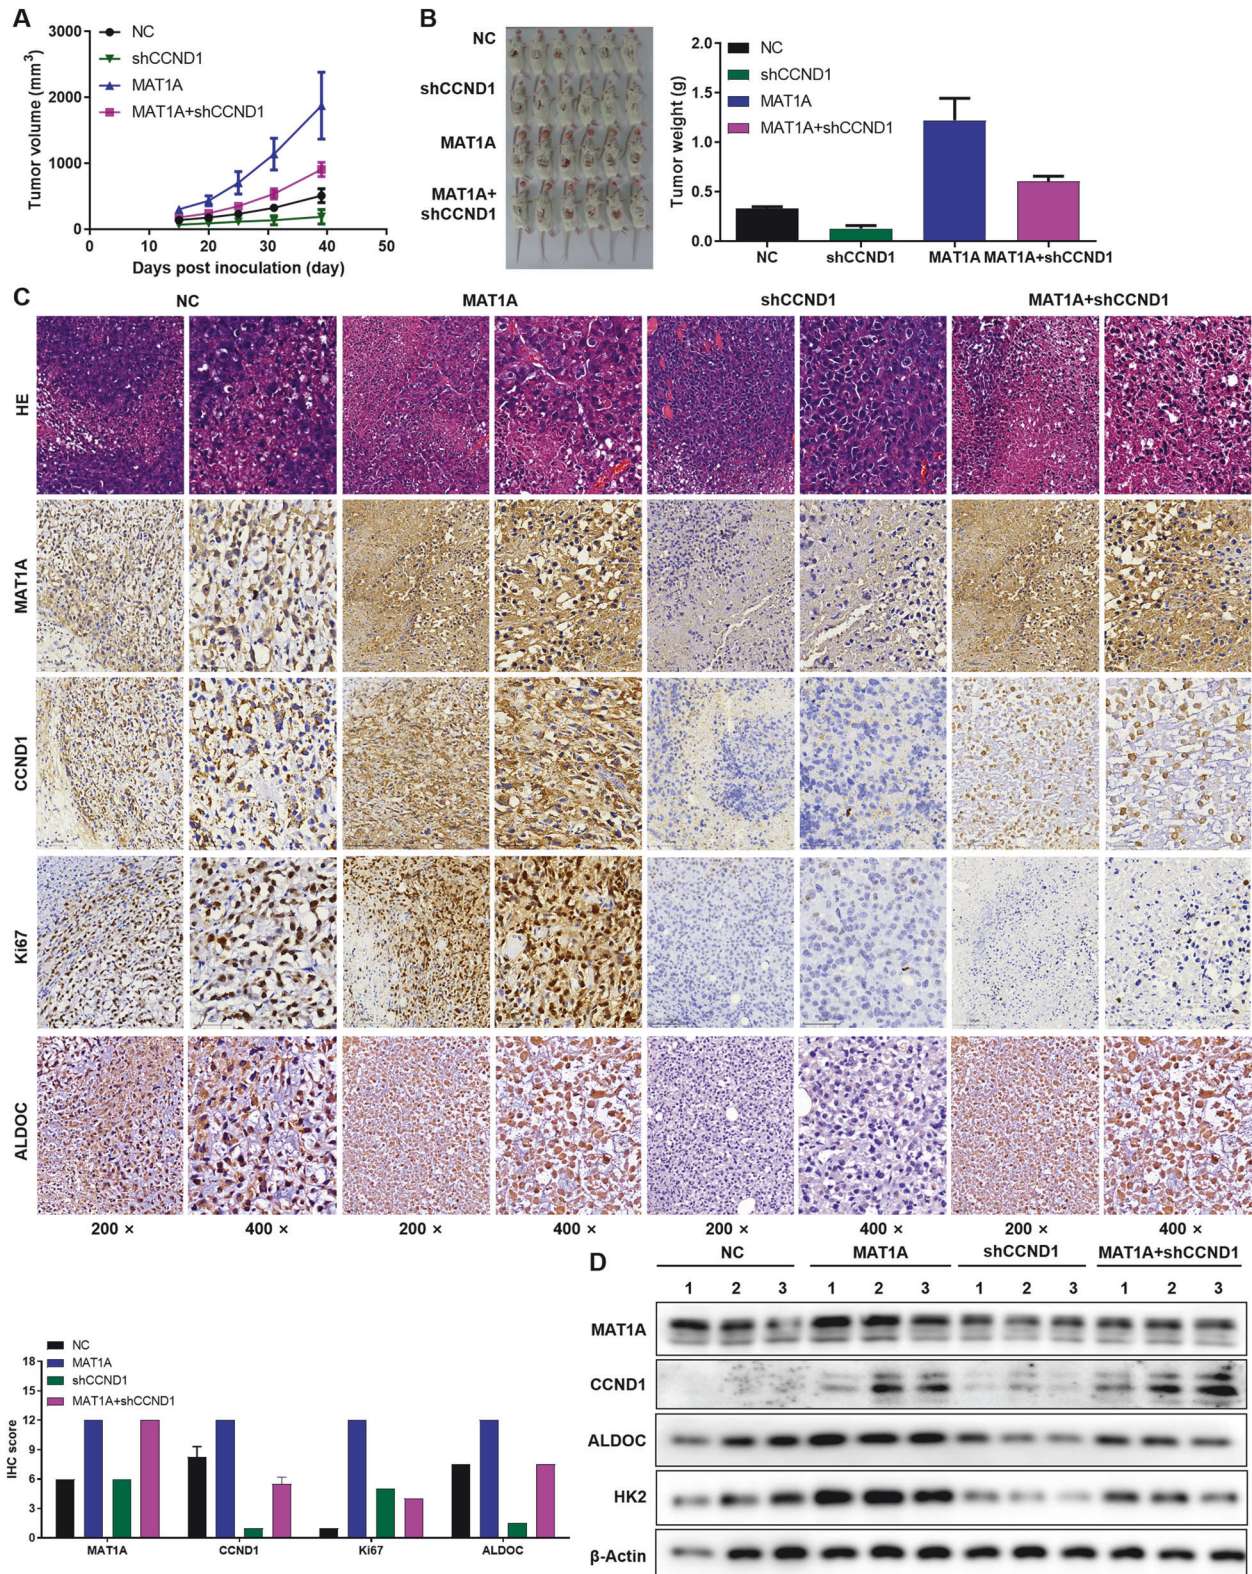 A
3000
2000
1000
0
Tumor volume (mm³)
NC
shCCND1
MAT1A
MAT1A+shCCND1
0 10 20 30 40 50
Days post inoculation (day)
B
NC
shCCND1
MAT1A
MAT1A+
shCCND1
2.0
1.5
1.0
0.5
0.0
Tumor weight (g)
NC
shCCND1
MAT1A
MAT1A+shCCND1
NC shCCND1 MAT1A MAT1A+shCCND1
C
NC MAT1A shCCND1 MAT1A+shCCND1
HE
MAT1A
CCND1
Ki67
ALDOC
200 × 400 × 200 × 400 × 200 × 400 × 200 × 400 ×
NC
MAT1A
shCCND1
MAT1A+shCCND1
18
15
12
9
6
3
0
IHC score
MAT1A CCND1 Ki67 ALDOC
D
NC MAT1A shCCND1 MAT1A+shCCND1
1 2 3 1 2 3 1 2 3 1 2 3
MAT1A
CCND1
ALDOC
HK2
β-Actin